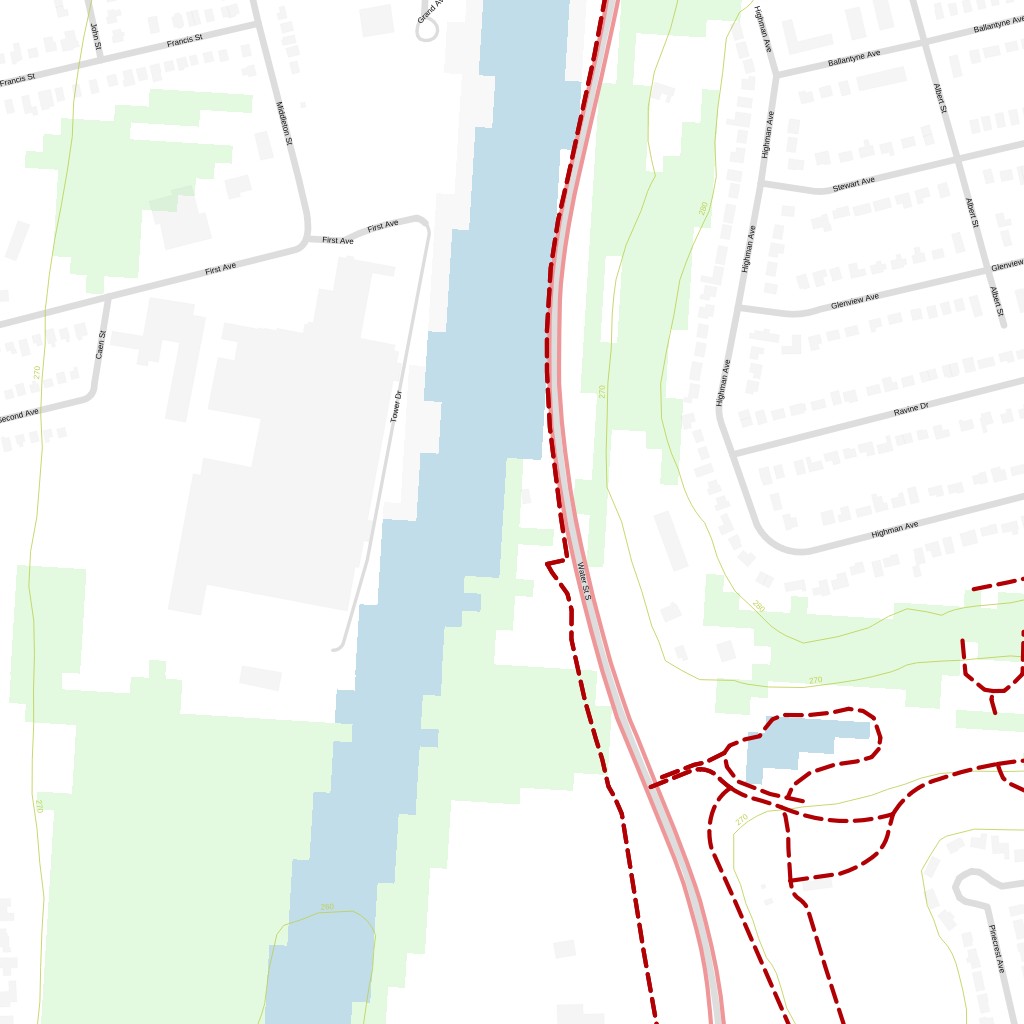 Grand Av
John St
Francis St
Francis St
Middleton St
First Ave
First Ave
First Ave
Caen St
Second Ave
Tower Dr
270
270
260
Water St S
Highman Ave
Highman Ave
Highman Ave
Highman Ave
Highman Ave
Ballantyne Ave
Ballantyne Ave
Albert St
Albert St
Albert St
Stewart Ave
Glenview Ave
Glenview
Ravine Dr
280
270
260
270
270
Pinecrest Ave